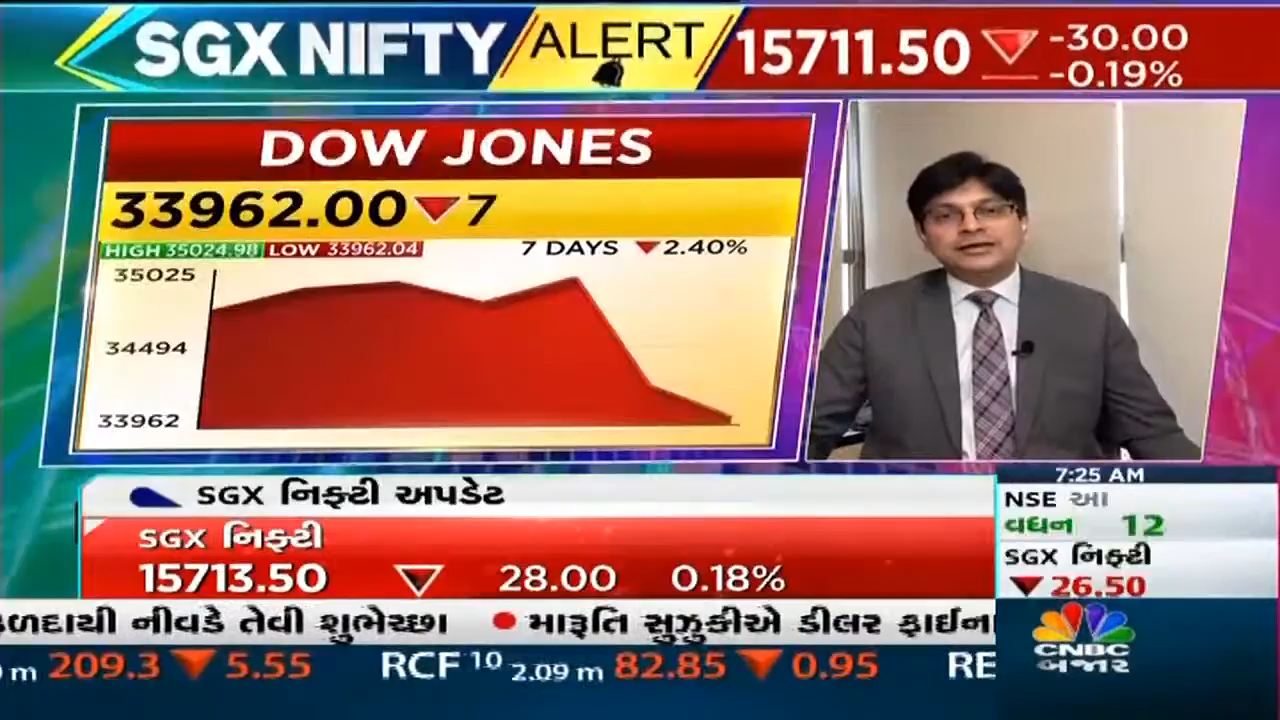 SGX NIFTY ALERT 15711.50 -30.00
-0.19%
DOW JONES
33962.00 7
HIGH 35024.98 LOW 33962.04 7 DAYS 2.40%
35025
34494
33962
SGX નિફ્ટી અપડેટ
SGX નિફ્ટી
15713.50 28.00 0.18%
7:25 AM
NSE આ
વધન 12
SGX નિફ્ટી
26.50
નીવડે તેવી શુભેચ્છા ● મારૂતિ સુઝુકીએ ડીલર
CNBC
બજાર
m 209.3 5.55 RCF 10 2.09 m 82.85 0.95 RE